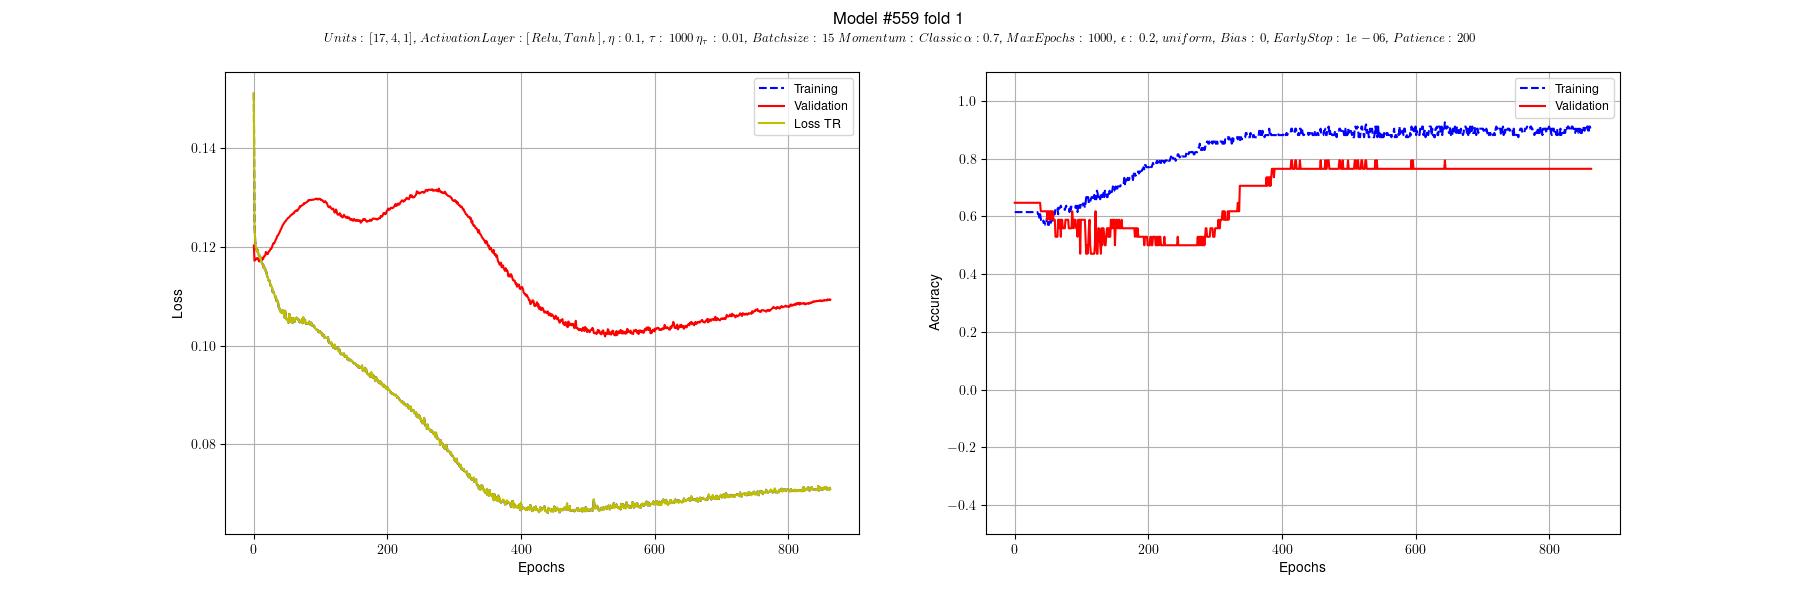 Model #559 fold 1
Units : [17, 4, 1], ActivationLayer : [Relu, Tanh], η : 0.1, τ : 1000 η_τ : 0.01, Batchsize : 15 Momentum : Classic α : 0.7, MaxEpochs : 1000, ϵ : 0.2, uniform, Bias : 0, EarlyStop : 1e − 06, Patience : 200
Training
Validation
Loss TR
0.14
0.12
0.10
0.08
Loss
0 200 400 600 800
Epochs
Training
Validation
1.0
0.8
0.6
0.4
0.2
0.0
−0.2
−0.4
Accuracy
0 200 400 600 800
Epochs